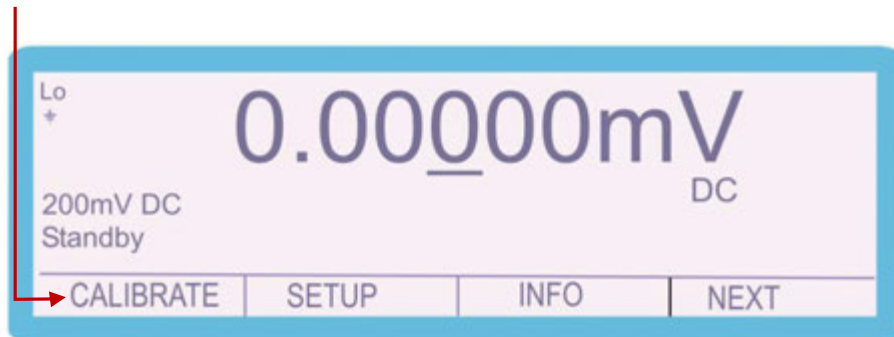 Lo
0.00000mV
DC
200mV DC
Standby
CALIBRATE SETUP INFO NEXT